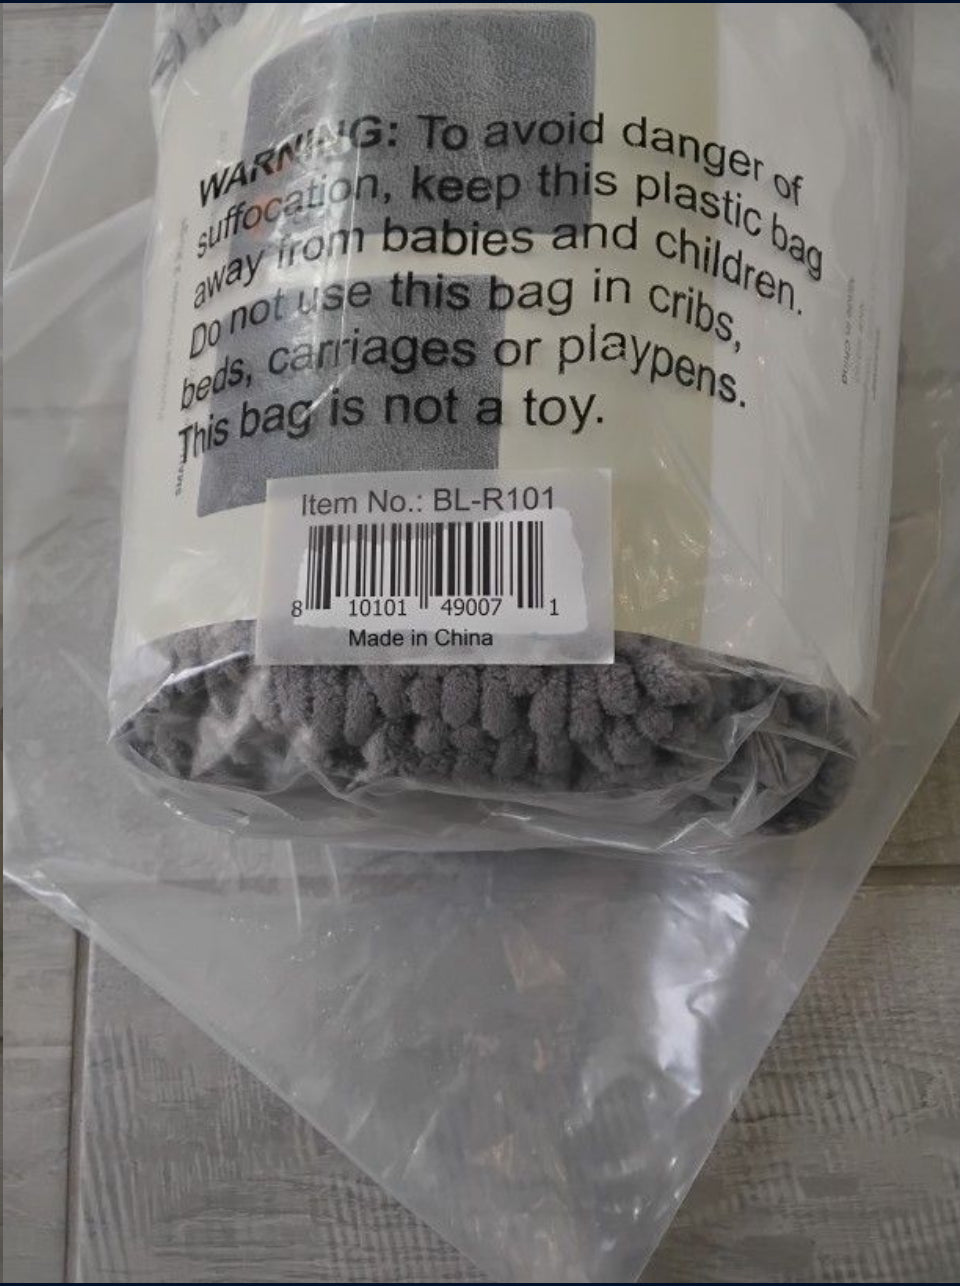 WARNING: To avoid danger of
suffocation, keep this plastic bag
away from babies and children.
Do not use this bag in cribs,
beds, carriages or playpens.
This bag is not a toy.
Item No.: BL-R101
8 10101 49007 1
Made in China